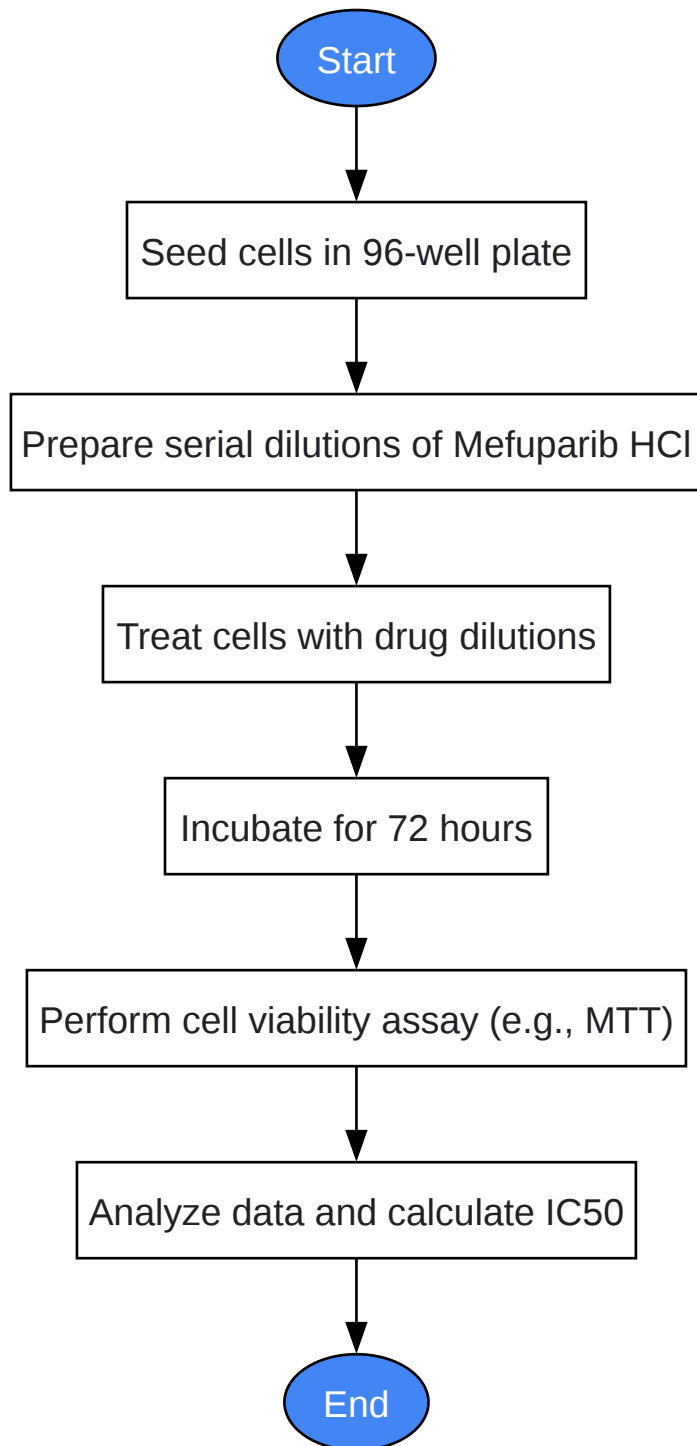 Start
Seed cells in 96-well plate
Prepare serial dilutions of Mefuparib HCl
Treat cells with drug dilutions
Incubate for 72 hours
Perform cell viability assay (e.g., MTT)
Analyze data and calculate IC50
End